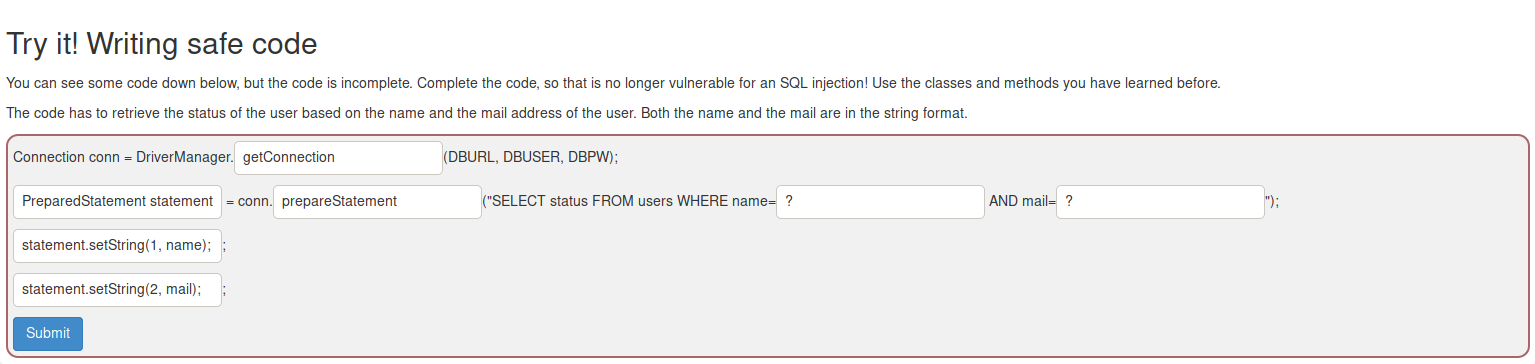 Try it! Writing safe code
You can see some code down below, but the code is incomplete. Complete the code, so that is no longer vulnerable for an SQL injection! Use the classes and methods you have learned before.
The code has to retrieve the status of the user based on the name and the mail address of the user. Both the name and the mail are in the string format.
Connection conn = DriverManager. getConnection (DBURL, DBUSER, DBPW);
PreparedStatement statement = conn. prepareStatement ("SELECT status FROM users WHERE name= ? AND mail= ? ");
statement.setString(1, name); ;
statement.setString(2, mail); ;
Submit